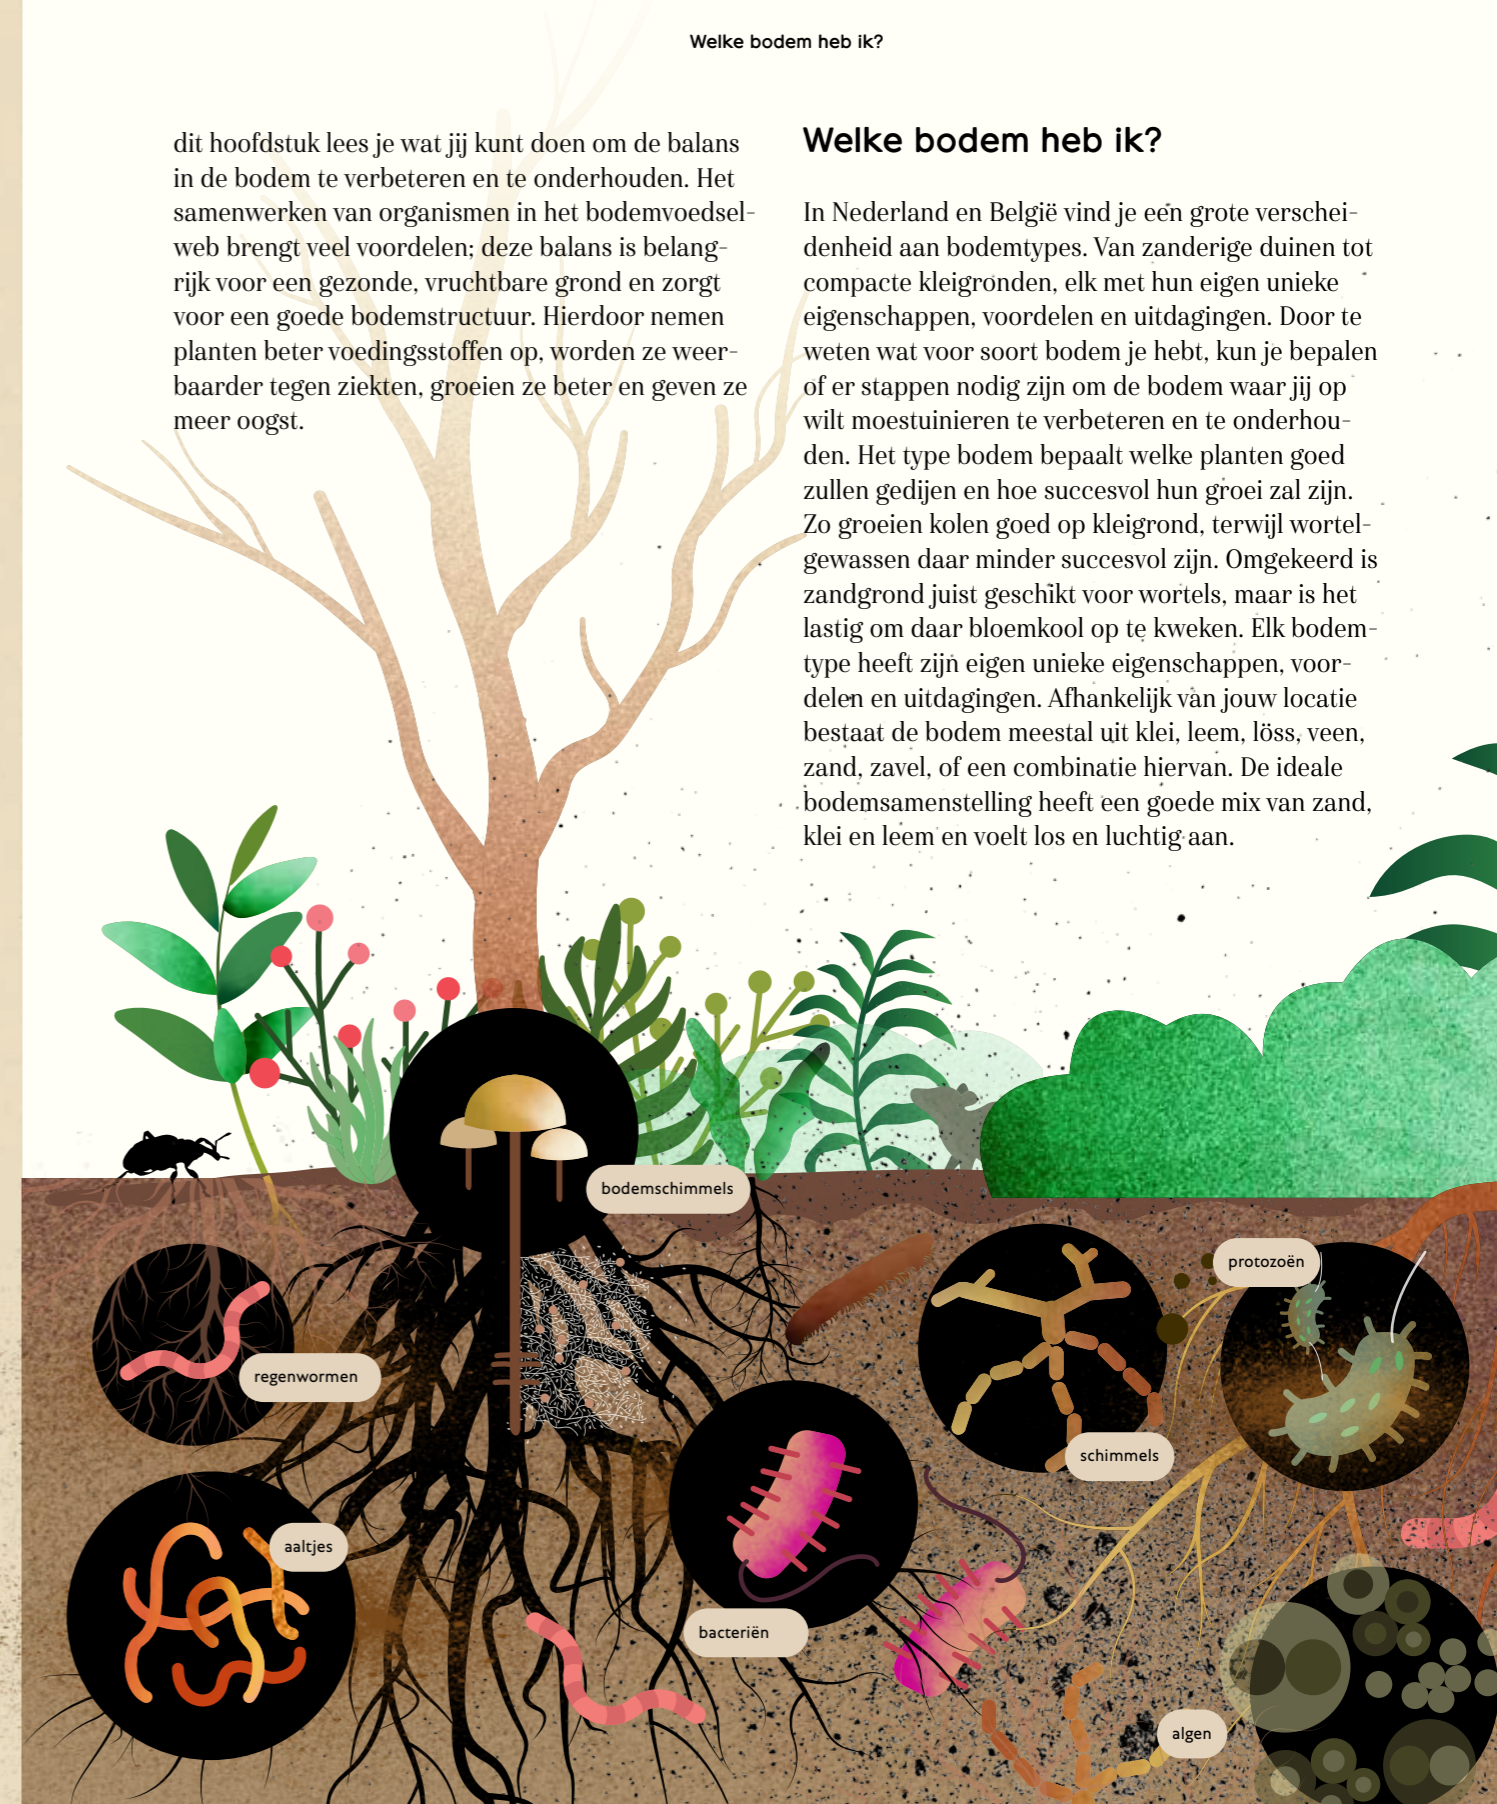 Welke bodem heb ik?
dit hoofdstuk lees je wat jij kunt doen om de balans
in de bodem te verbeteren en te onderhouden. Het
samenwerken van organismen in het bodemvoedsel-
web brengt veel voordelen; deze balans is belang-
rijk voor een gezonde, vruchtbare grond en zorgt
voor een goede bodemstructuur. Hierdoor nemen
planten beter voedingsstoffen op, worden ze weer-
baarder tegen ziekten, groeien ze beter en geven ze
meer oogst.
Welke bodem heb ik?
In Nederland en België vind je een grote verschei-
denheid aan bodemtypes. Van zanderige duinen tot
compacte kleigronden, elk met hun eigen unieke
eigenschappen, voordelen en uitdagingen. Door te
weten wat voor soort bodem je hebt, kun je bepalen
of er stappen nodig zijn om de bodem waar jij op
wilt moestuinieren te verbeteren en te onderhou-
den. Het type bodem bepaalt welke planten goed
zullen gedijen en hoe succesvol hun groei zal zijn.
Zo groeien kolen goed op kleigrond, terwijl wortel-
gewassen daar minder succesvol zijn. Omgekeerd is
zandgrond juist geschikt voor wortels, maar is het
lastig om daar bloemkool op te kweken. Elk bodem-
type heeft zijn eigen unieke eigenschappen, voor-
delen en uitdagingen. Afhankelijk van jouw locatie
bestaat de bodem meestal uit klei, leem, löss, veen,
zand, zavel, of een combinatie hiervan. De ideale
bodemsamenstelling heeft een goede mix van zand,
klei en leem en voelt los en luchtig aan.
bodemschimmels
protozoën
regenwormen
schimmels
aaltjes
bacteriën
algen